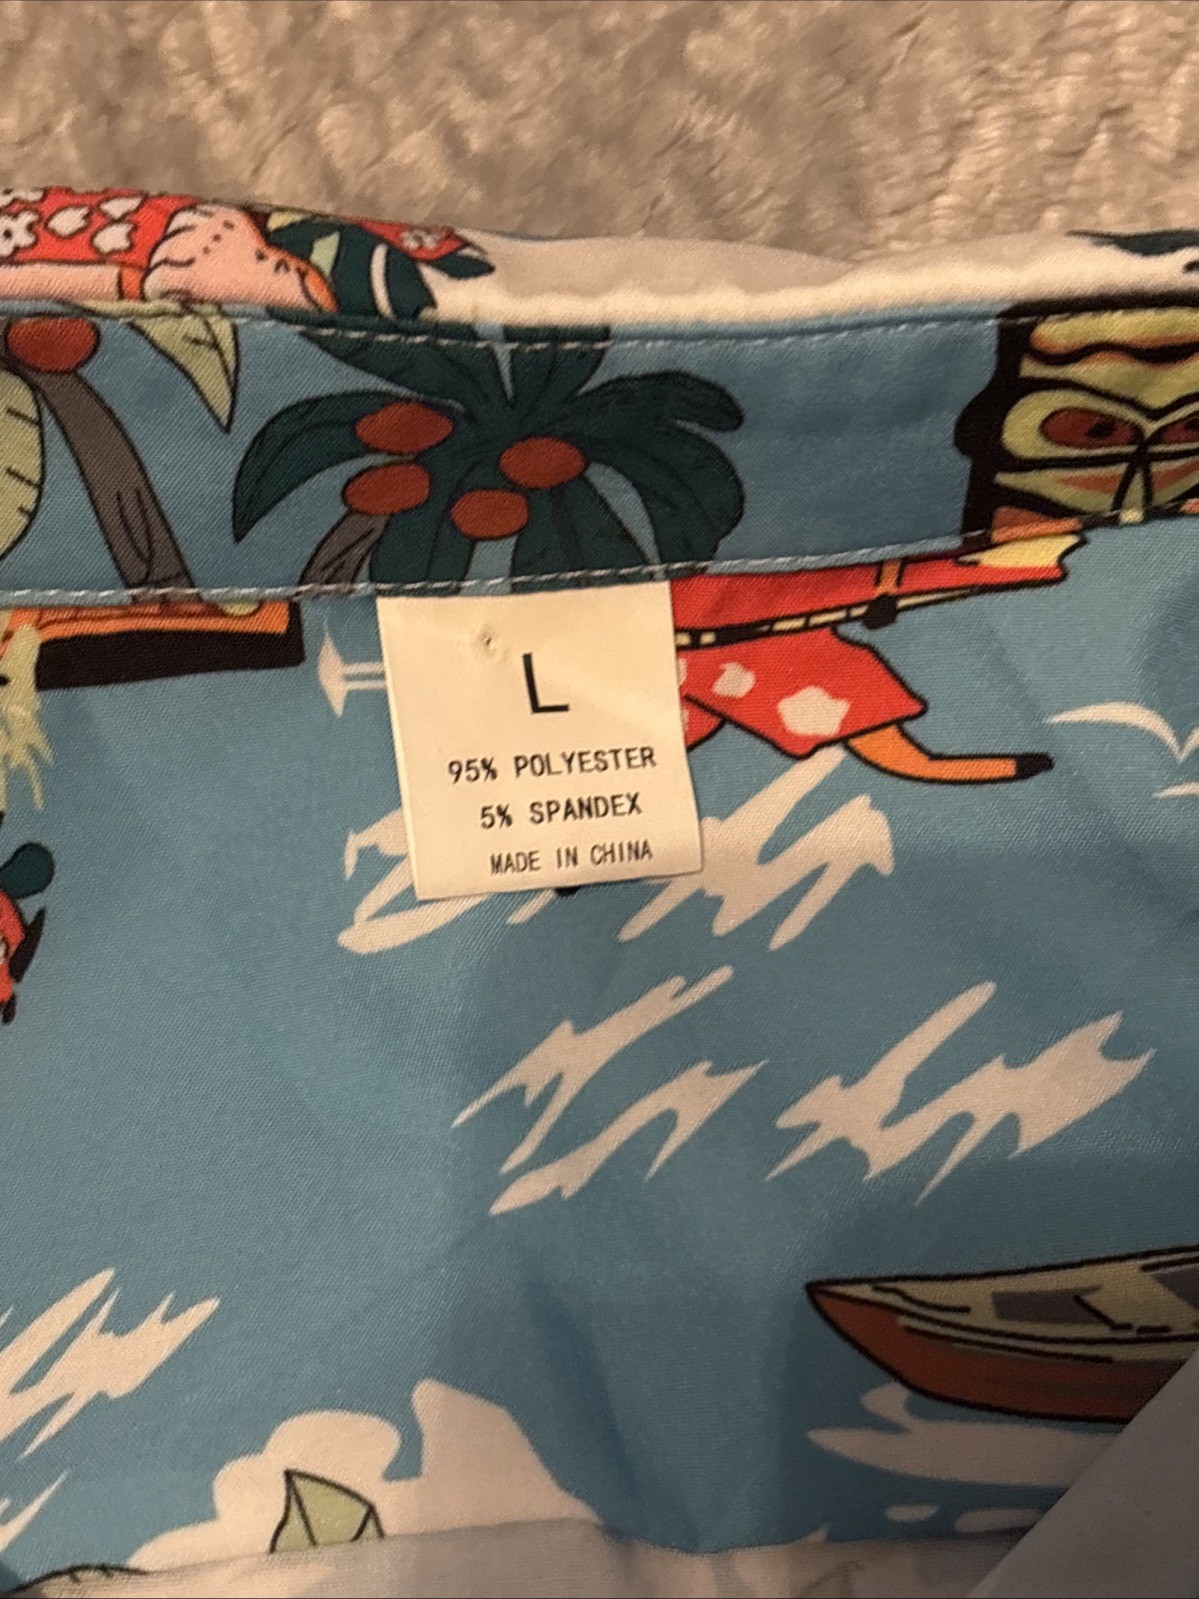 L
95% POLYESTER
5% SPANDEX
MADE IN CHINA